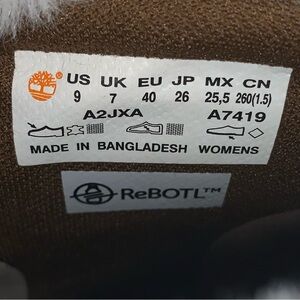 US UK EU JP MX CN
9 7 40 26 25,5 260(1.5)
A2JXA A7419
MADE IN BANGLADESH WOMENS
ReBOTL™